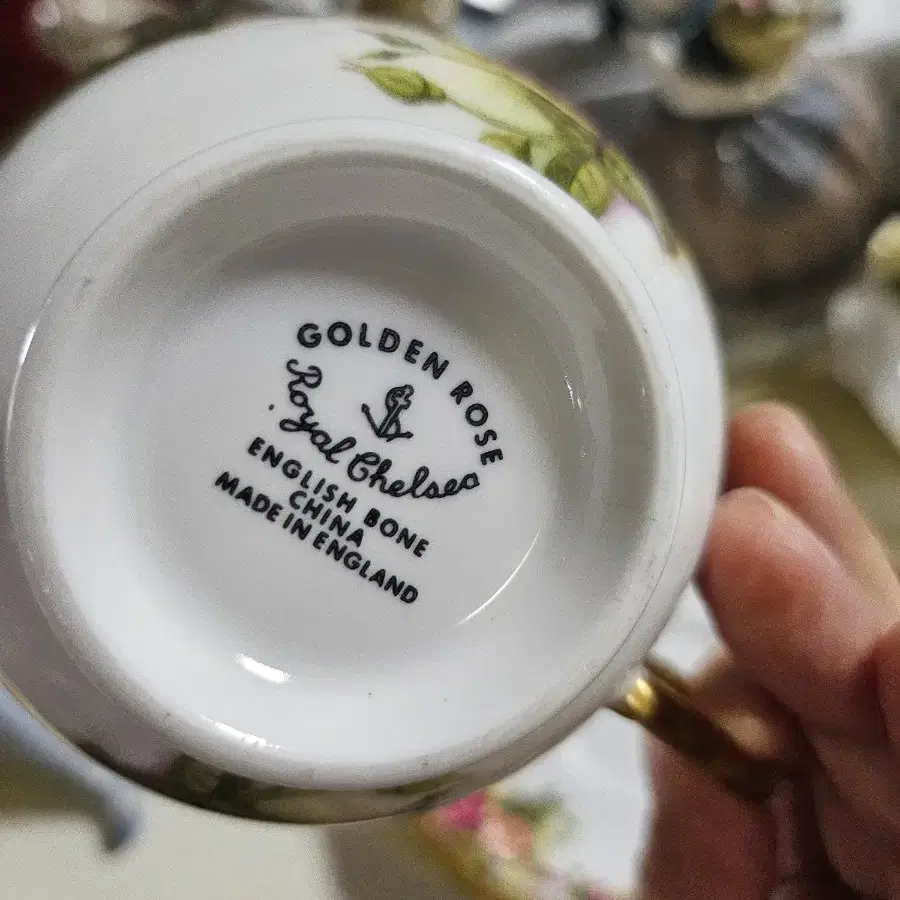 GOLDEN ROSE
Royal Chelsea
ENGLISH BONE
CHINA
MADE IN ENGLAND